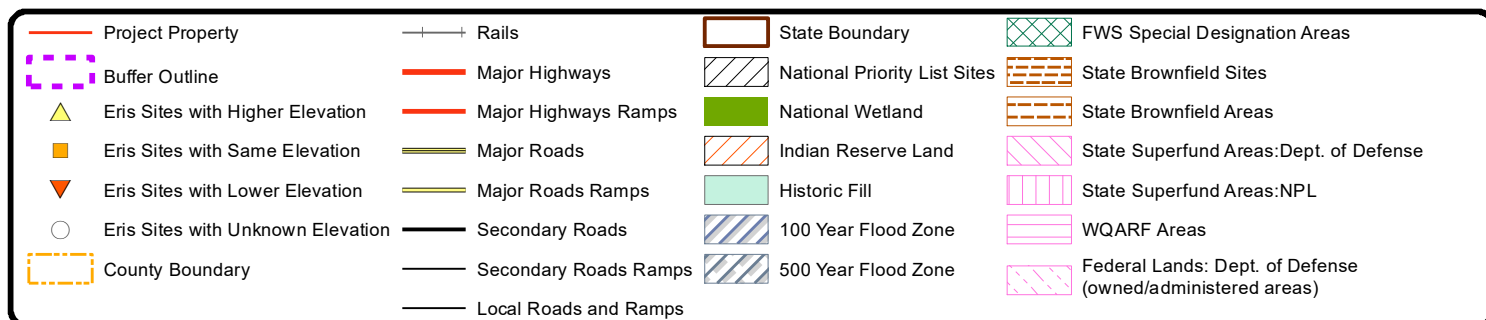 Project Property
Buffer Outline
Eris Sites with Higher Elevation
Eris Sites with Same Elevation
Eris Sites with Lower Elevation
Eris Sites with Unknown Elevation
County Boundary
Rails
Major Highways
Major Highways Ramps
Major Roads
Major Roads Ramps
Secondary Roads
Secondary Roads Ramps
Local Roads and Ramps
State Boundary
National Priority List Sites
National Wetland
Indian Reserve Land
Historic Fill
100 Year Flood Zone
500 Year Flood Zone
FWS Special Designation Areas
State Brownfield Sites
State Brownfield Areas
State Superfund Areas:Dept. of Defense
State Superfund Areas:NPL
WQARF Areas
Federal Lands: Dept. of Defense
(owned/administered areas)